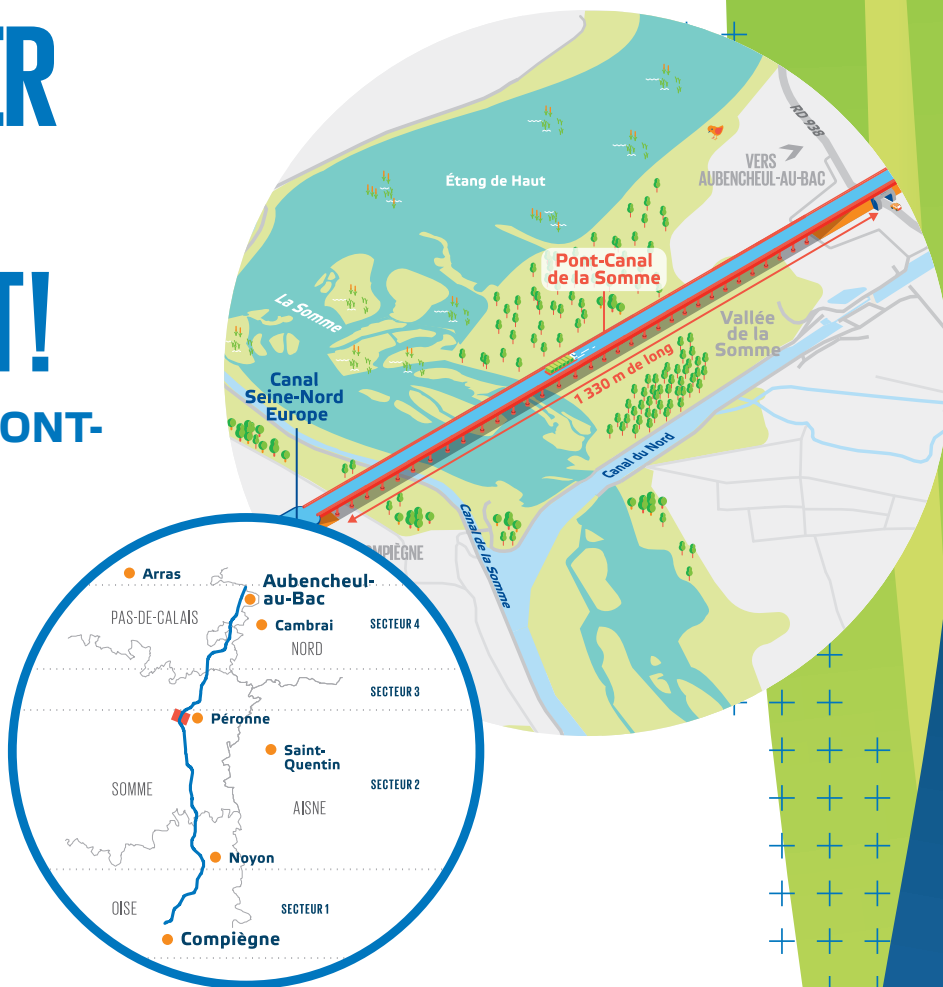 ER
T!
ONT-
RD 938
VERS
AUBENCHEUL-AU-BAC
Étang de Haut
Pont-Canal
de la Somme
La Somme
Vallée
de la
Somme
1 330 m de long
Canal
Seine-Nord
Europe
Canal du Nord
Canal de la Somme
MPIÈGNE
Arras
Aubencheul-
au-Bac
PAS-DE-CALAIS
Cambrai
SECTEUR 4
NORD
SECTEUR 3
Péronne
Saint-
Quentin
SECTEUR 2
SOMME
AISNE
Noyon
OISE
SECTEUR 1
Compiègne